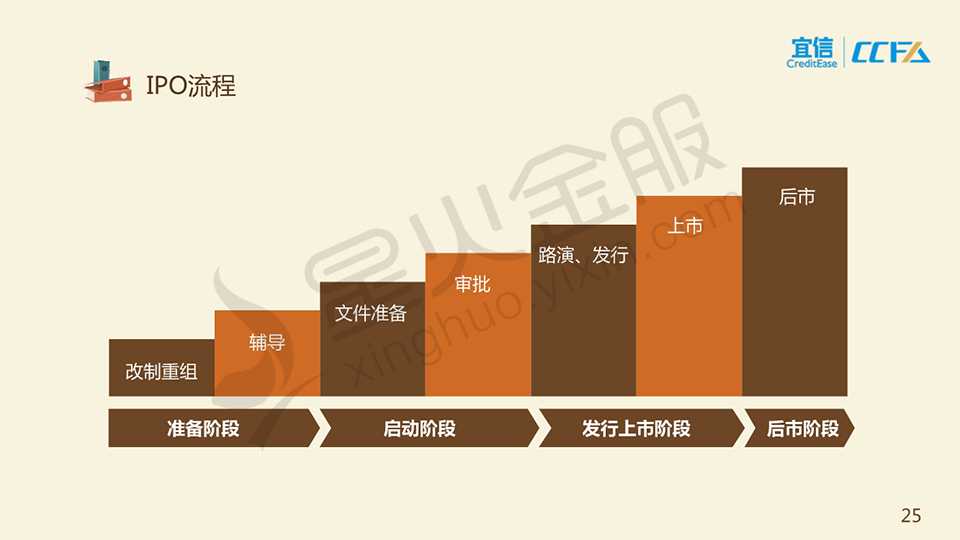 宜信
CreditEase
CCFA
IPO流程
星火金服
xinghuo.yixin.com
后市
上市
路演、发行
审批
文件准备
辅导
改制重组
准备阶段
启动阶段
发行上市阶段
后市阶段
25